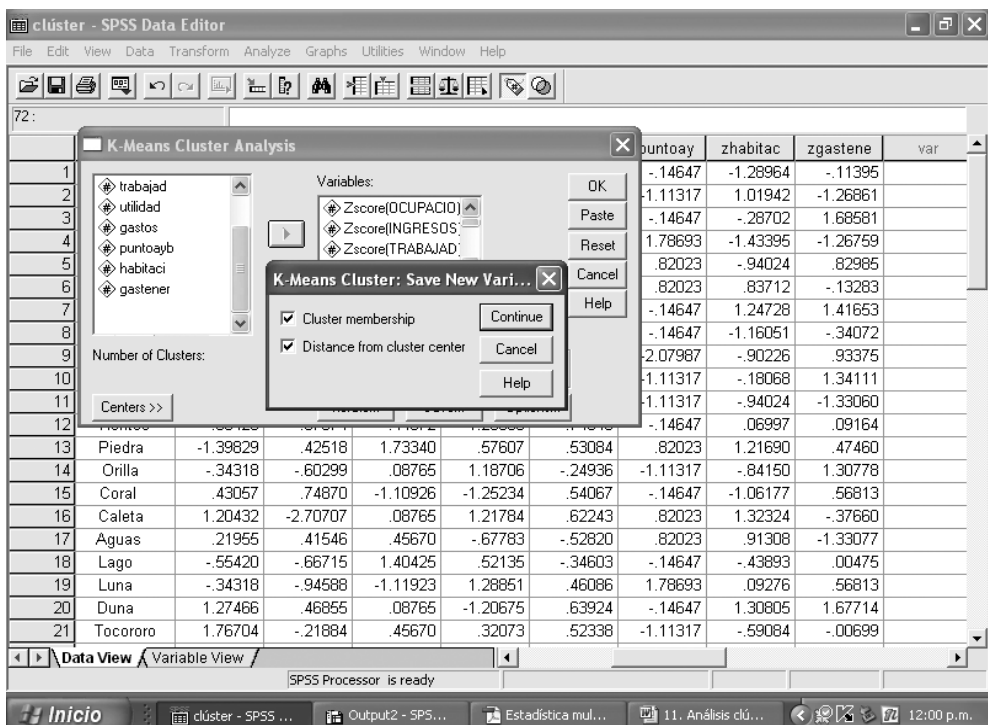 clúster - SPSS Data Editor
File Edit View Data Transform Analyze Graphs Utilities Window Help
72 :
K-Means Cluster Analysis
trabajad
utilidad
gastos
puntoayb
habitaci
gastener
Variables:
Zscore(OCUPACIO)
Zscore(INGRESOS)
Zscore(TRABAJAD)
OK
Paste
Reset
Cancel
Help
Number of Clusters:
Centers >>
K-Means Cluster: Save New Vari...
Cluster membership
Distance from cluster center
Continue
Cancel
Help
zhabitac zgastene var
1 -.14647 -1.28964 -.11395
2 -1.11317 1.01942 -1.26861
3 -.14647 -.28702 1.68581
4 1.78693 -1.43395 -1.26759
5 .82023 -.94024 .82985
6 .82023 .83712 -.13283
7 -.14647 1.24728 1.41653
8 -.14647 -1.16051 -.34072
9 -2.07987 -.90226 .93375
10 -1.11317 -.18068 1.34111
11 -1.11317 -.94024 -1.33060
12 -.14647 .06997 .09164
13 Piedra -1.39829 .42518 1.73340 .57607 .53084 .82023 1.21690 .47460
14 Orilla -.34318 -.60299 .08765 1.18706 -.24936 -1.11317 -.84150 1.30778
15 Coral .43057 .74870 -1.10926 -1.25234 .54067 -.14647 -1.06177 .56813
16 Caleta 1.20432 -2.70707 .08765 1.21784 .62243 .82023 1.32324 -.37660
17 Aguas .21955 .41546 .45670 -.67783 -.52820 .82023 .91308 -1.33077
18 Lago -.55420 -.66715 1.40425 .52135 -.34603 -.14647 -.43893 .00475
19 Luna -.34318 -.94588 -1.11923 1.28851 .46086 1.78693 .09276 .56813
20 Duna 1.27466 .46855 .08765 -1.20675 .63924 -.14647 1.30805 1.67714
21 Tocororo 1.76704 -.21884 .45670 .32073 .52338 -1.11317 -.59084 -.00699
Data View Variable View
SPSS Processor is ready
Inicio clúster - SPSS ... Output2 - SPS... Estadística mul... 11. Análisis clú... 12:00 p.m.